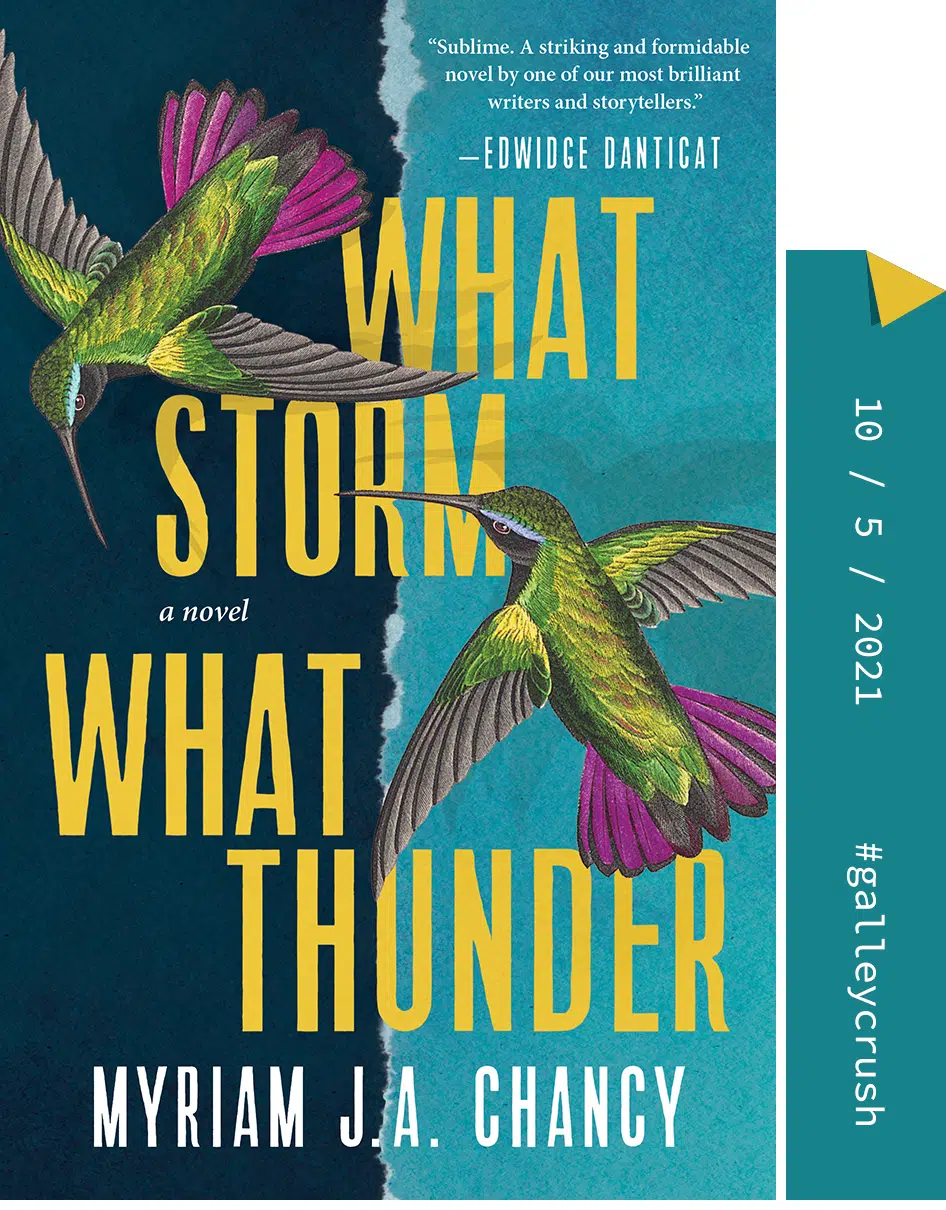 “Sublime. A striking and formidable
novel by one of our most brilliant
writers and storytellers.”
—EDWIDGE DANTICAT
WHAT
STORM
a novel
WHAT
THUNDER
MYRIAM J.A. CHANCY
10 / 5 / 2021
#galleycrush